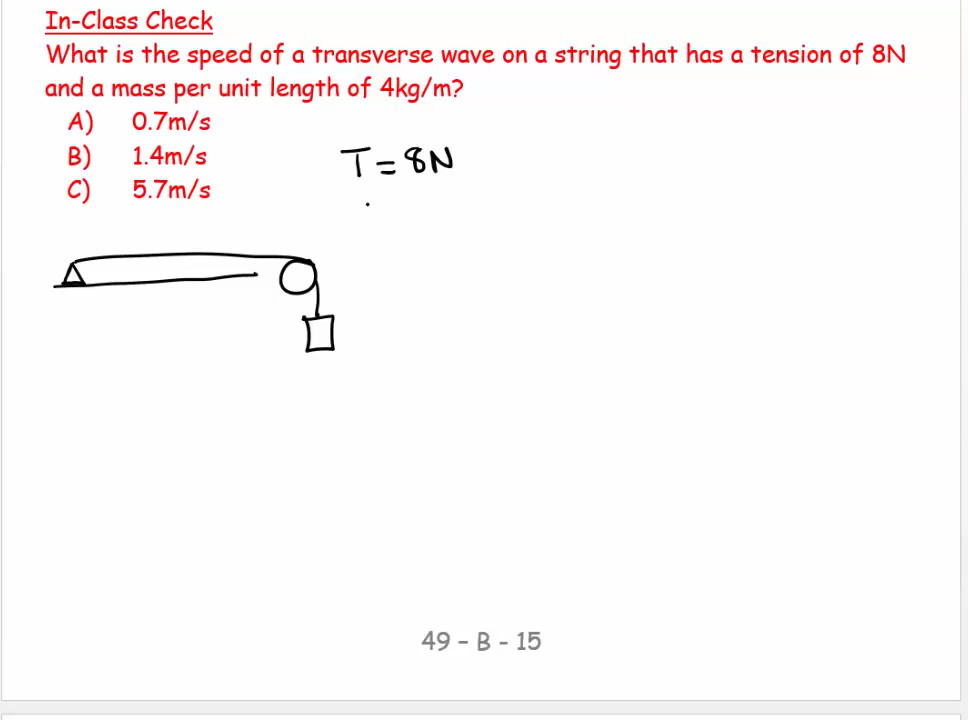 In-Class Check
What is the speed of a transverse wave on a string that has a tension of 8N
and a mass per unit length of 4kg/m?
A) 0.7m/s
B) 1.4m/s
C) 5.7m/s
T = 8N
49 – B - 15